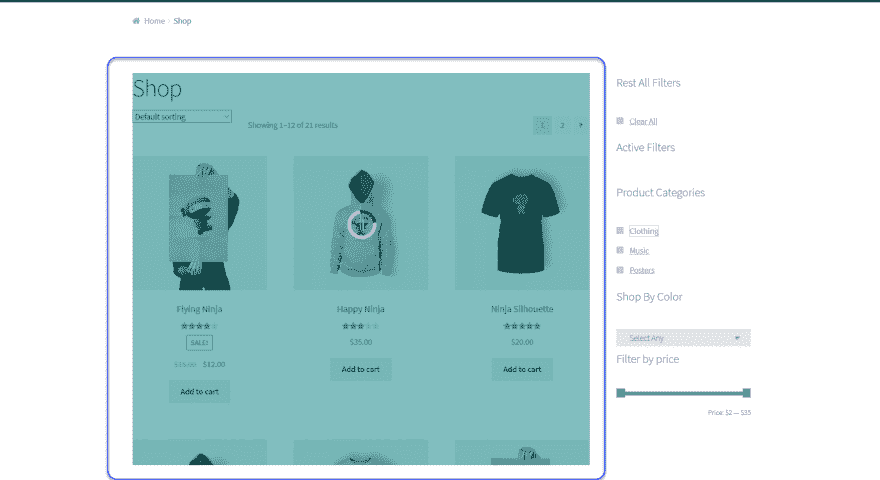 Home › Shop
Shop
Default sorting
Showing 1–12 of 21 results
1 2
Flying Ninja
SALE!
$15.00 $12.00
Add to cart
Happy Ninja
$35.00
Add to cart
Ninja Silhouette
$20.00
Add to cart
Rest All Filters
Clear All
Active Filters
Product Categories
Clothing
Music
Posters
Shop By Color
Select Any
Filter by price
Price: $2 — $35